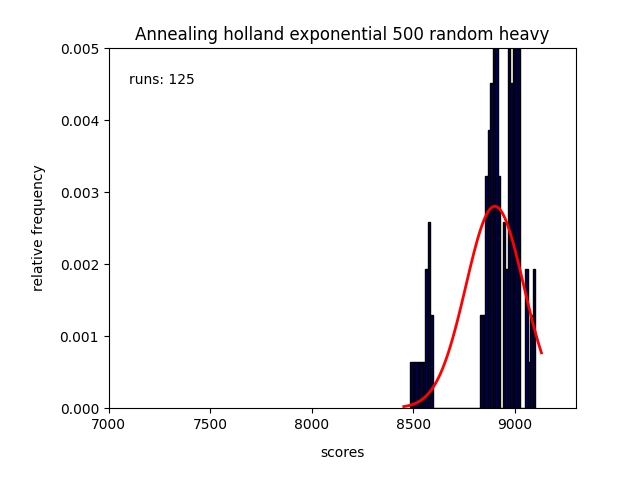 Annealing holland exponential 500 random heavy
runs: 125
relative frequency
0.005
0.004
0.003
0.002
0.001
0.000
7000 7500 8000 8500 9000
scores